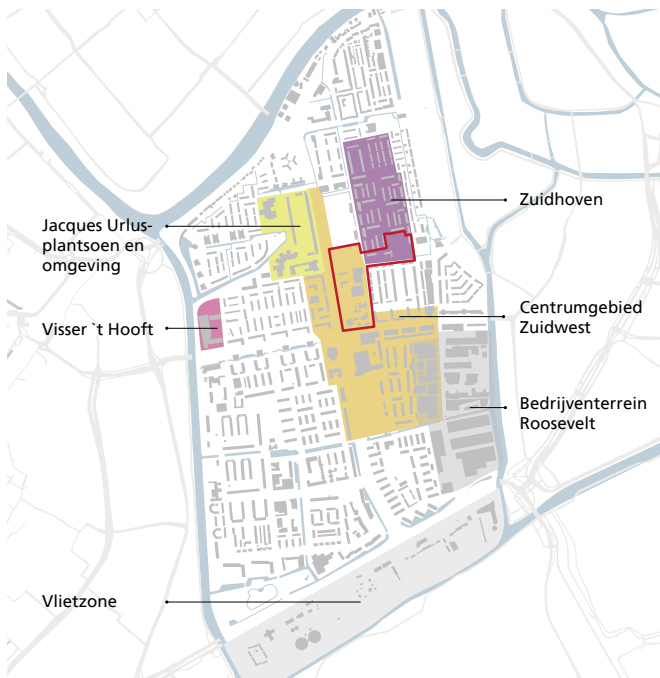 Zuidhoven
Jacques Urlus-
plantsoen en
omgeving
Centrumgebied
Zuidwest
Visser `t Hooft
Bedrijventerrein
Roosevelt
Vlietzone